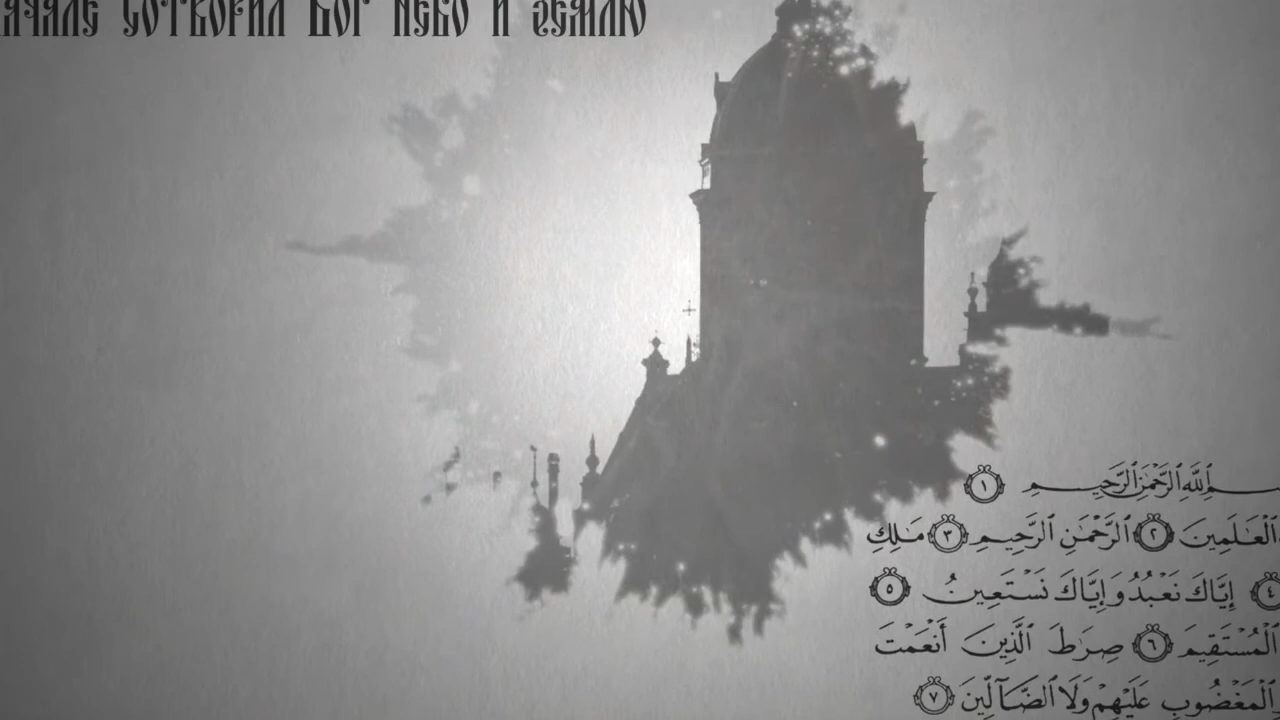 АЧАЛЕ СОТВОРИЛ БОГ НЕБО И ЗЕМЛЮ
ٱللَّهِ ٱلرَّحْمَٰنِ ٱلرَّحِيمِ ١
ٱلْعَٰلَمِينَ ٢ ٱلرَّحْمَٰنِ ٱلرَّحِيمِ ٣ مَٰلِكِ
٤ إِيَّاكَ نَعْبُدُ وَإِيَّاكَ نَسْتَعِينُ ٥
ٱلْمُسْتَقِيمَ ٦ صِرَٰطَ ٱلَّذِينَ أَنْعَمْتَ
ٱلْمَغْضُوبِ عَلَيْهِمْ وَلَا ٱلضَّآلِّينَ ٧